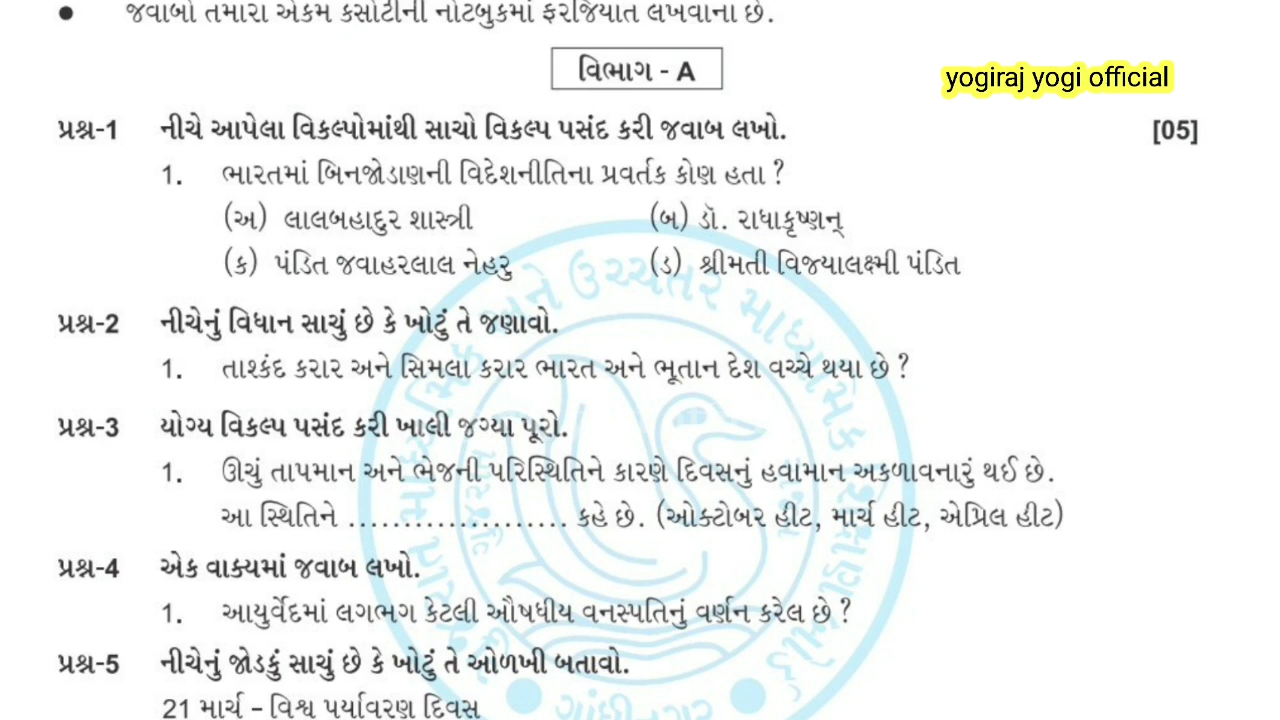 • જવાબો તમારા એકમ કસોટીની નોટબુકમાં ફરજિયાત લખવાના છે.
વિભાગ - A
yogiraj yogi official
પ્રશ્ન-1 નીચે આપેલા વિકલ્પોમાંથી સાચો વિકલ્પ પસંદ કરી જવાબ લખો. [05]
1. ભારતમાં બિનજોડાણની વિદેશનીતિના પ્રવર્તક કોણ હતા ?
(અ) લાલબહાદુર શાસ્ત્રી (બ) ડૉ. રાધાકૃષ્ણન્
(ક) પંડિત જવાહરલાલ નેહરુ (ડ) શ્રીમતી વિજયાલક્ષ્મી પંડિત
પ્રશ્ન-2 નીચેનું વિધાન સાચું છે કે ખોટું તે જણાવો.
1. તાશ્કંદ કરાર અને સિમલા કરાર ભારત અને ભૂતાન દેશ વચ્ચે થયા છે ?
પ્રશ્ન-3 યોગ્ય વિકલ્પ પસંદ કરી ખાલી જગ્યા પૂરો.
1. ઊચું તાપમાન અને ભેજની પરિસ્થિતિને કારણે દિવસનું હવામાન અકળાવનારું થઈ છે.
આ સ્થિતિને .................... કહે છે. (ઓક્ટોબર હીટ, માર્ચ હીટ, એપ્રિલ હીટ)
પ્રશ્ન-4 એક વાક્યમાં જવાબ લખો.
1. આયુર્વેદમાં લગભગ કેટલી ઔષધીય વનસ્પતિનું વર્ણન કરેલ છે ?
પ્રશ્ન-5 નીચેનું જોડકું સાચું છે કે ખોટું તે ઓળખી બતાવો.
21 માર્ચ – વિશ્વ પર્યાવરણ દિવસ
ગાંધીનગર